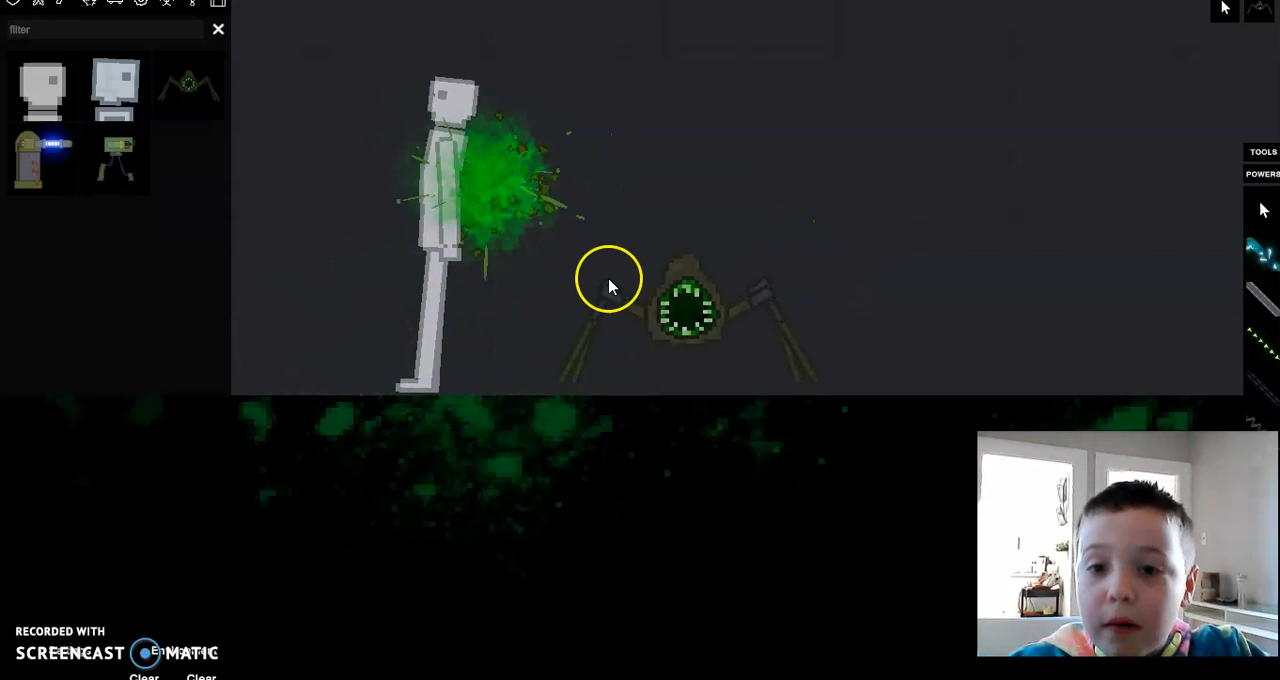 filter
TOOLS
POWERS
RECORDED WITH
SCREENCAST MATIC
Clear Clear